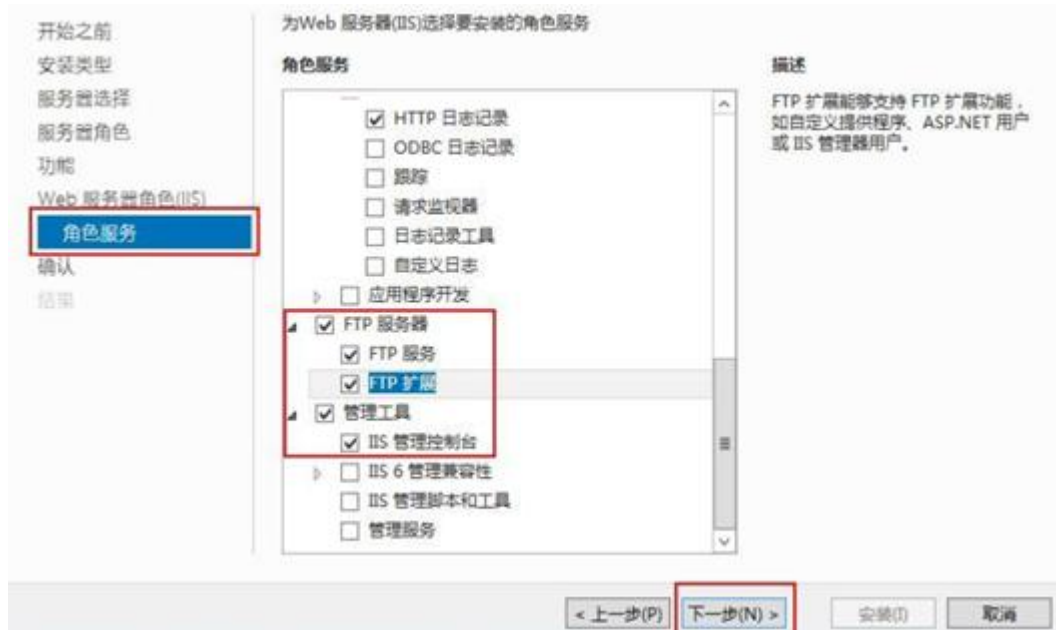 开始之前
安装类型
服务器选择
服务器角色
功能
Web 服务器角色(IIS)
角色服务
确认
结果
为Web 服务器(IIS)选择要安装的角色服务
角色服务
HTTP 日志记录
ODBC 日志记录
跟踪
请求监视器
日志记录工具
自定义日志
应用程序开发
FTP 服务器
FTP 服务
FTP 扩展
管理工具
IIS 管理控制台
IIS 6 管理兼容性
IIS 管理脚本和工具
管理服务
描述
FTP 扩展能够支持 FTP 扩展功能，
如自定义提供程序、ASP.NET 用户
或 IIS 管理器用户。
< 上一步(P)
下一步(N) >
安装(I)
取消